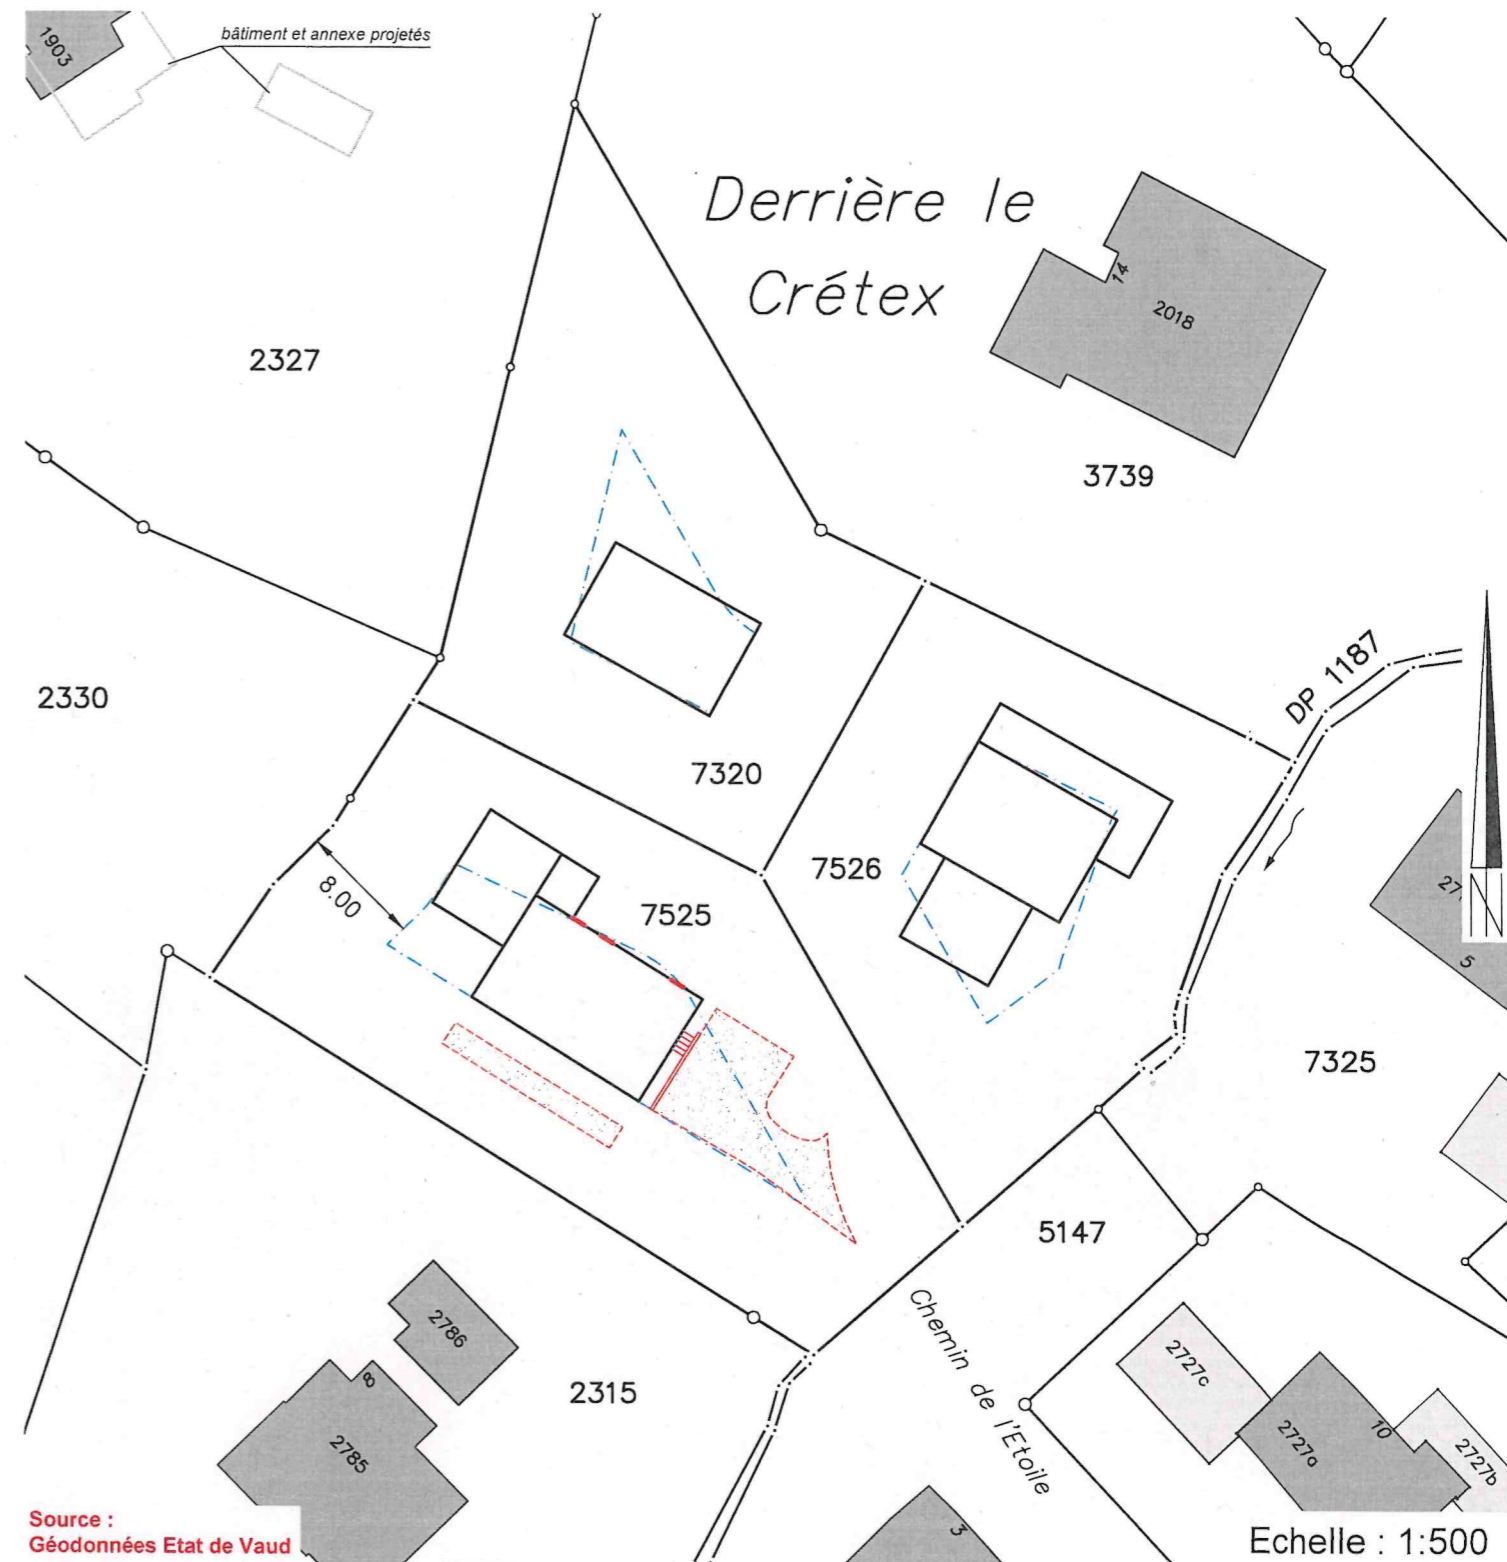 bâtiment et annexe projetés
1903
Derrière le
Crétex
14
2018
2327
3739
DP 1187
2330
7320
7526
8.00
7525
5
7325
5147
2786
8
2315
Chemin de l'Etoile
2727c
10
2785
2727a
2727b
3
N
Source :
Géodonnées Etat de Vaud
Echelle : 1:500